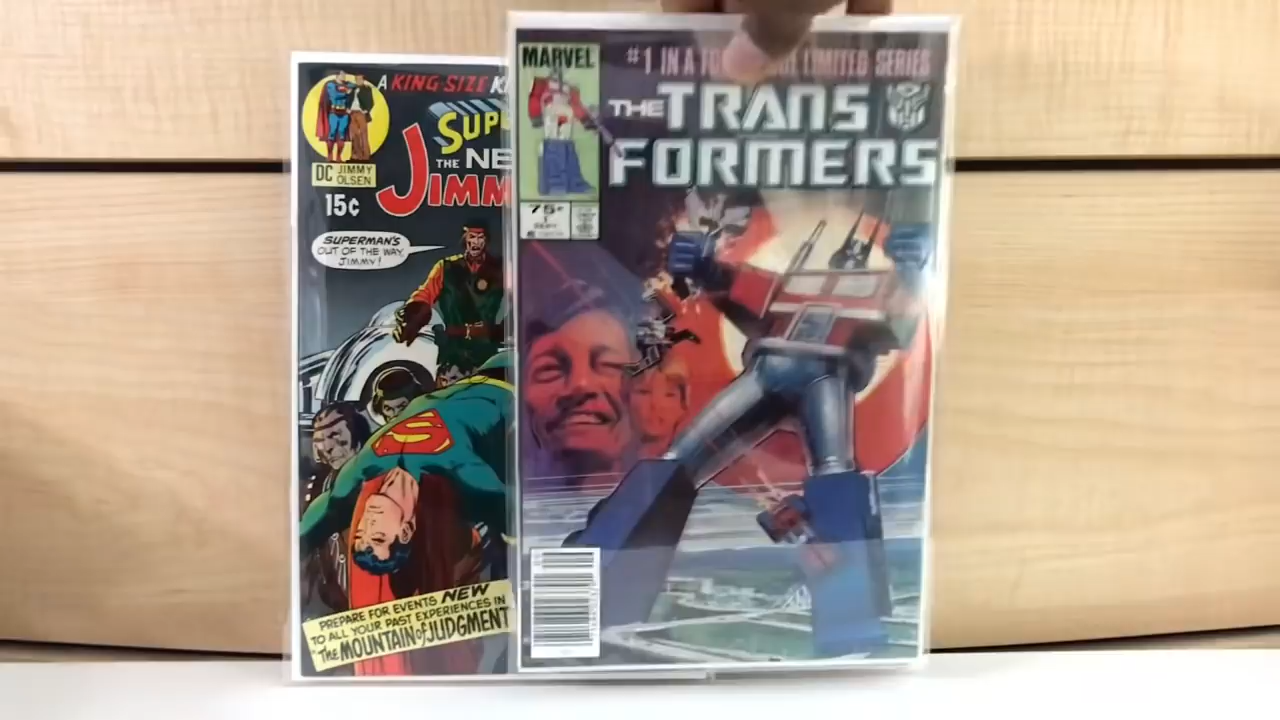 A KING-SIZE
SUP
THE NE
JIMM
DC JIMMY
OLSEN
15¢
SUPERMAN'S
OUT OF THE WAY,
JIMMY!
PREPARE FOR EVENTS NEW
TO ALL YOUR PAST EXPERIENCES IN
"The MOUNTAIN of JUDGMENT
MARVEL
#1 IN A LIMITED SERIES
THE TRANS
FORMERS
75¢
1
SEPT